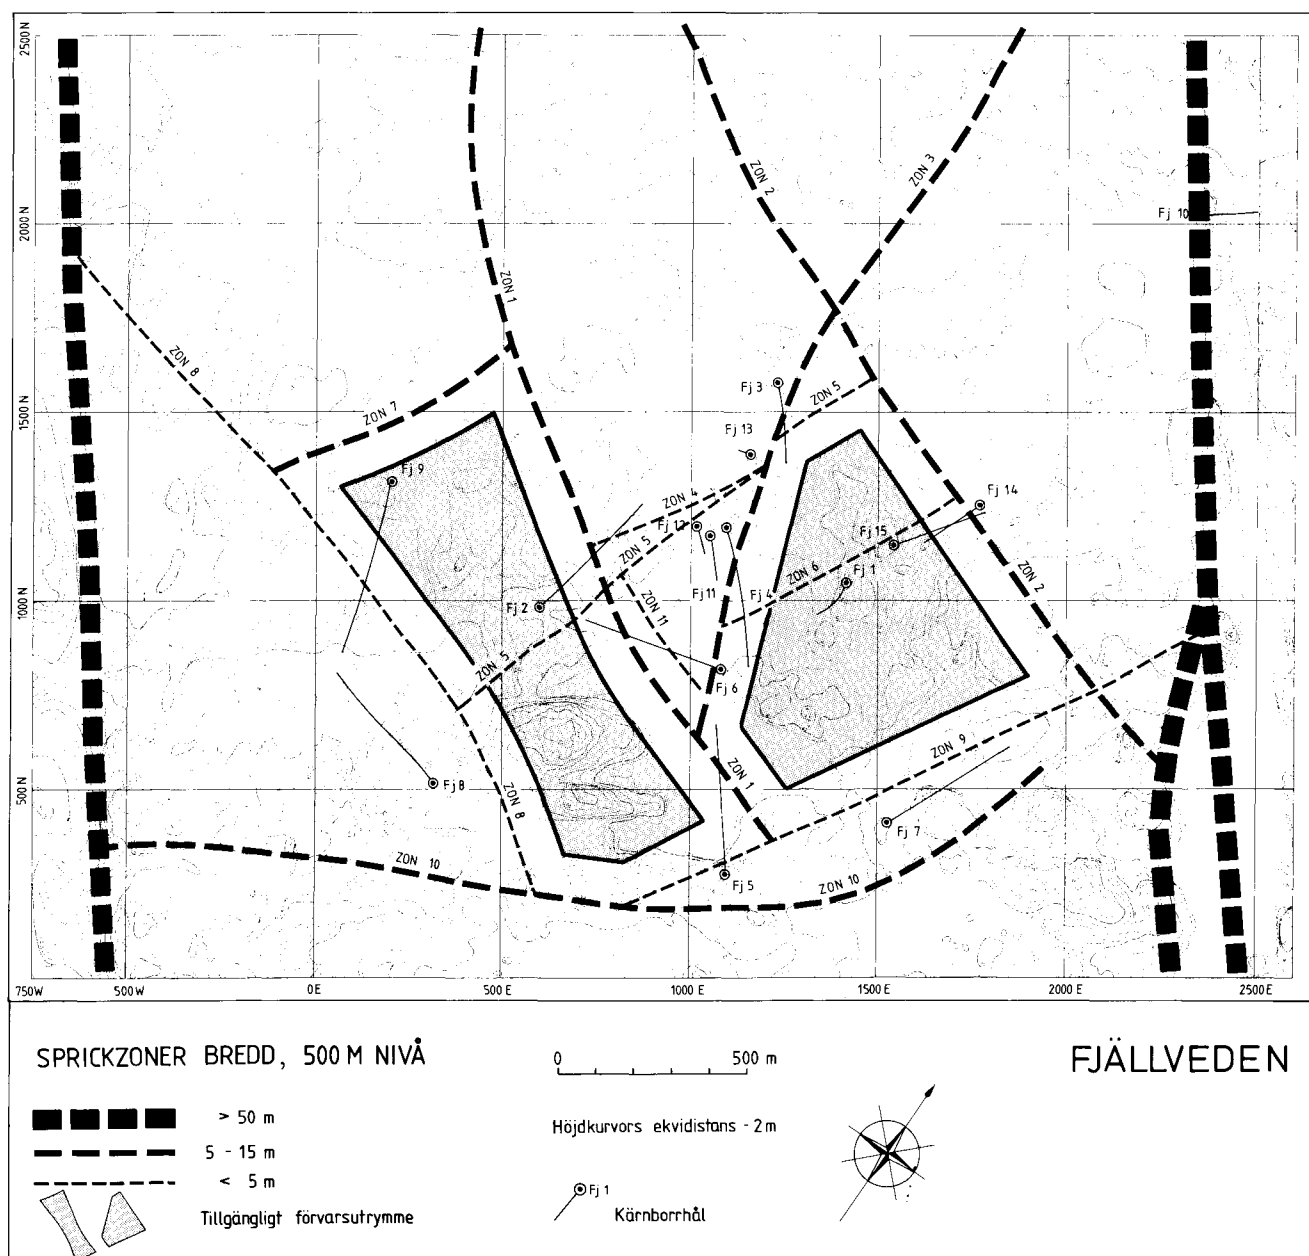 2500 N
2000 N
1500 N
1000 N
500 N
750 W
500 W
0 E
500 E
1000 E
1500 E
2000 E
2500 E
ZON 1
ZON 2
ZON 3
Fj 10
ZON 8
ZON 7
Fj 3
ZON 5
Fj 13
Fj 9
ZON 4
Fj 14
Fj 12
ZON 5
Fj 15
Fj 11
Fj 4
ZON 6
Fj 1
ZON 2
Fj 2
ZON 11
ZON 5
Fj 6
ZON 9
ZON 1
Fj 8
ZON 8
Fj 7
ZON 10
Fj 5
ZON 10
SPRICKZONER BREDD, 500 M NIVÅ
0 500 m
FJÄLLVEDEN
> 50 m
5 - 15 m
< 5 m
Tillgängligt förvarsutrymme
Höjdkurvors ekvidistans - 2 m
Fj 1
Kärnborrhål